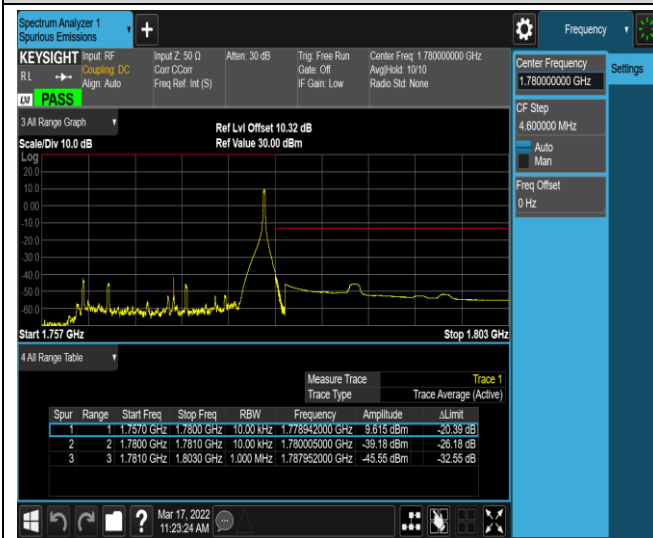 Spectrum Analyzer 1
Spurious Emissions
Frequency
KEYSIGHT
R L
LXI
PASS
Input: RF
Coupling: DC
Align: Auto
Input Z: 50 Ω
Corr CCorr
Freq Ref: Int (S)
Atten: 30 dB
Trig: Free Run
Gate: Off
IF Gain: Low
Center Freq: 1.780000000 GHz
Avg|Hold: 10/10
Radio Std: None
Center Frequency
1.780000000 GHz
Settings
CF Step
4.600000 MHz
Auto
Man
Freq Offset
0 Hz
3 All Range Graph
Scale/Div 10.0 dB
Ref Lvl Offset 10.32 dB
Ref Value 30.00 dBm
Log
20.0
10.0
0.00
-10.0
-20.0
-30.0
-40.0
-50.0
-60.0
Start 1.757 GHz
Stop 1.803 GHz
4 All Range Table
Measure Trace Trace 1
Trace Type Trace Average (Active)
Spur Range Start Freq Stop Freq RBW Frequency Amplitude ΔLimit
1 1 1.7570 GHz 1.7800 GHz 10.00 kHz 1.778942000 GHz 9.615 dBm -20.39 dB
2 2 1.7800 GHz 1.7810 GHz 10.00 kHz 1.780005000 GHz -39.18 dBm -26.18 dB
3 3 1.7810 GHz 1.8030 GHz 1.000 MHz 1.787952000 GHz -45.55 dBm -32.55 dB
Mar 17, 2022
11:23:24 AM